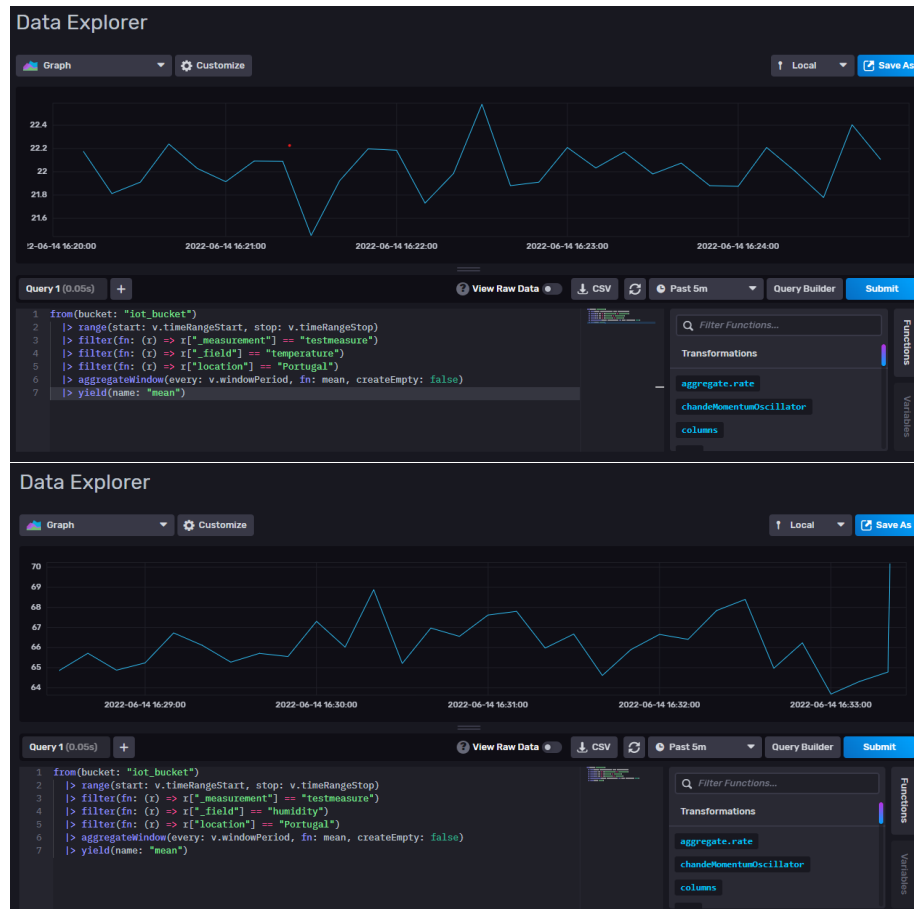 Data Explorer
Graph
Customize
Local
Save As
22.4
22.2
22
21.8
21.6
?2-06-14 16:20:00
2022-06-14 16:21:00
2022-06-14 16:22:00
2022-06-14 16:23:00
2022-06-14 16:24:00
Query 1 (0.05s)
+
? View Raw Data
CSV
Past 5m
Query Builder
Submit
1 from(bucket: "iot_bucket")
2 |> range(start: v.timeRangeStart, stop: v.timeRangeStop)
3 |> filter(fn: (r) => r["_measurement"] == "testmeasure")
4 |> filter(fn: (r) => r["_field"] == "temperature")
5 |> filter(fn: (r) => r["location"] == "Portugal")
6 |> aggregateWindow(every: v.windowPeriod, fn: mean, createEmpty: false)
7 |> yield(name: "mean")
Filter Functions...
Transformations
aggregate.rate
chandeMomentumOscillator
columns
Functions
Variables
Data Explorer
Graph
Customize
Local
Save As
70
69
68
67
66
65
64
2022-06-14 16:29:00
2022-06-14 16:30:00
2022-06-14 16:31:00
2022-06-14 16:32:00
2022-06-14 16:33:00
Query 1 (0.05s)
+
? View Raw Data
CSV
Past 5m
Query Builder
Submit
1 from(bucket: "iot_bucket")
2 |> range(start: v.timeRangeStart, stop: v.timeRangeStop)
3 |> filter(fn: (r) => r["_measurement"] == "testmeasure")
4 |> filter(fn: (r) => r["_field"] == "humidity")
5 |> filter(fn: (r) => r["location"] == "Portugal")
6 |> aggregateWindow(every: v.windowPeriod, fn: mean, createEmpty: false)
7 |> yield(name: "mean")
Filter Functions...
Transformations
aggregate.rate
chandeMomentumOscillator
columns
Functions
Variables